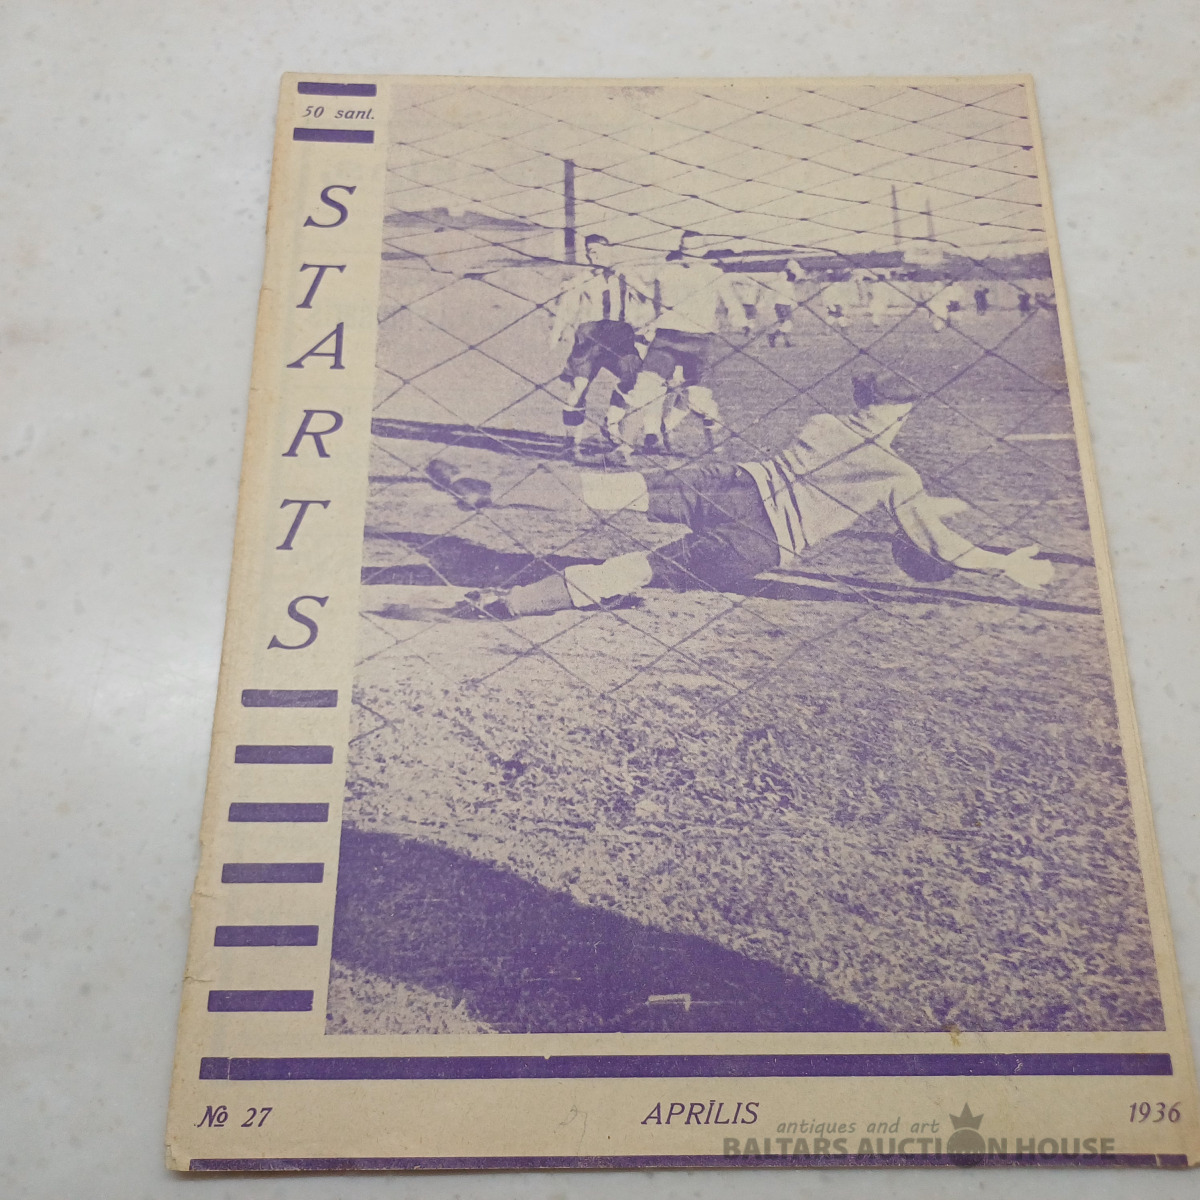 50 sant.
STARTS
№ 27
APRĪLIS
1936
antiques and art
BALTARS AUCTION HOUSE